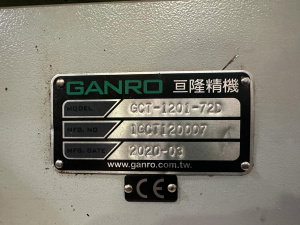 GANRO 亘隆精機
MODEL GCT-1201-72D
MFG. NO 1GCT120007
MFG. DATE 2020-03
www.ganro.com.tw
CE